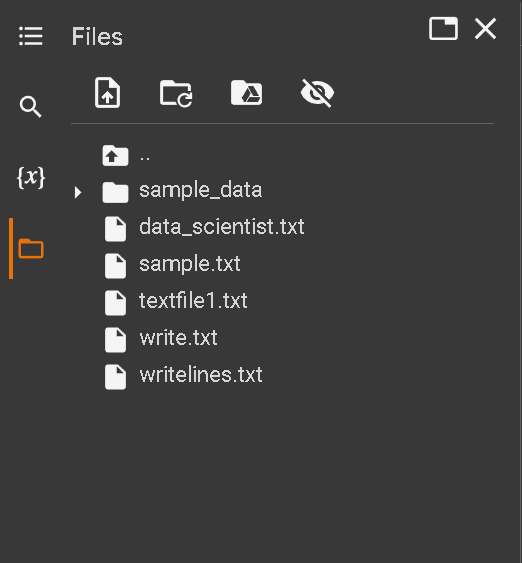 Files
{x}
..
sample_data
data_scientist.txt
sample.txt
textfile1.txt
write.txt
writelines.txt